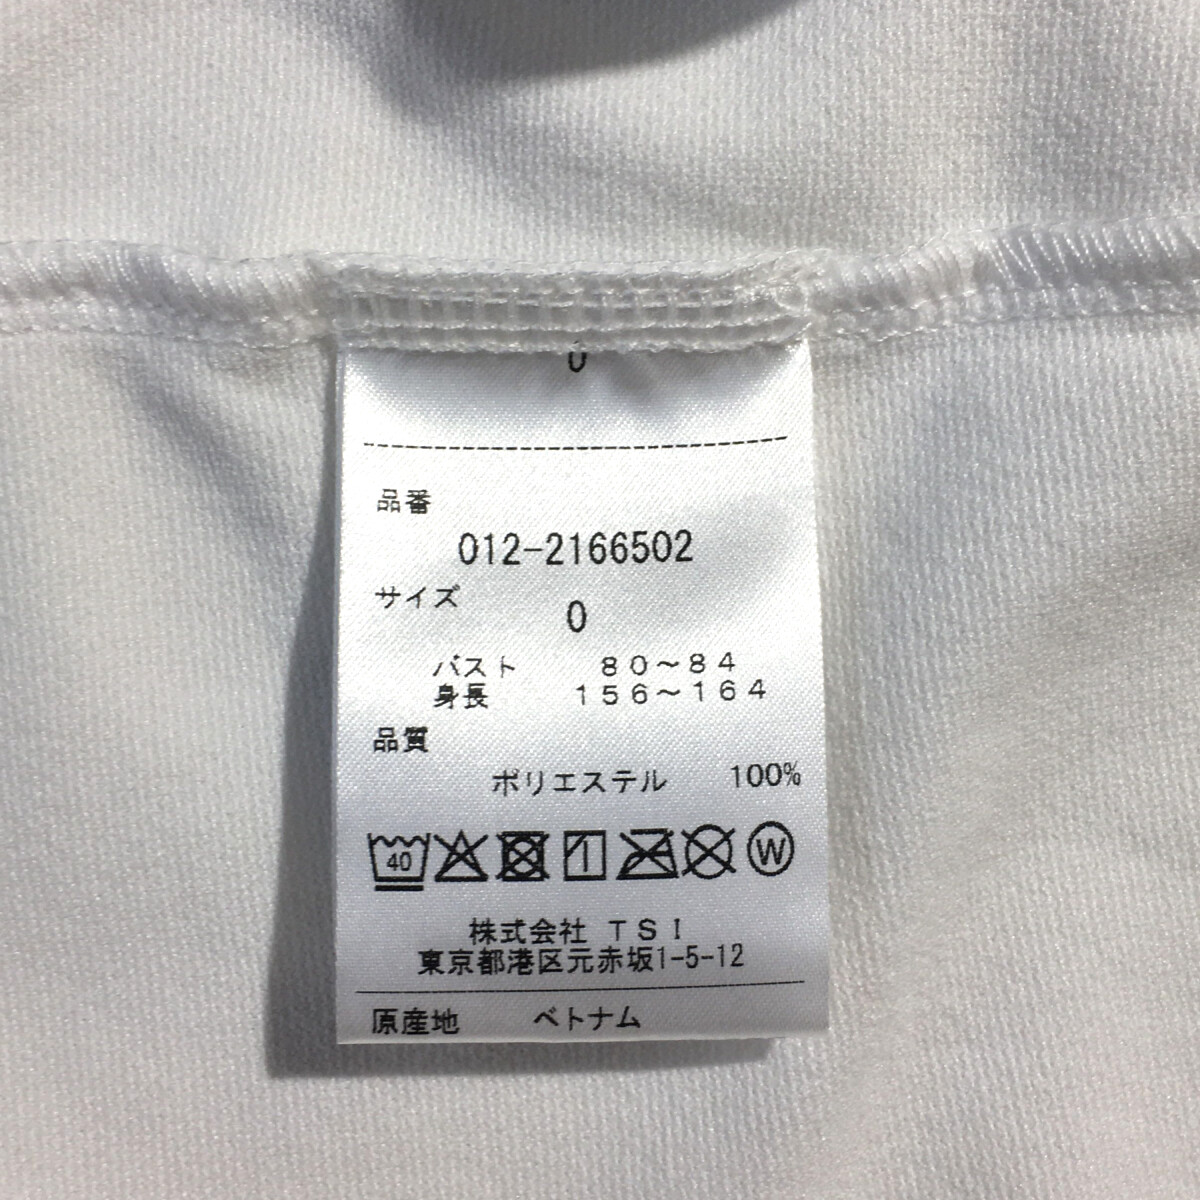 0
品番
012-2166502
サイズ
0
バスト 80~84
身長 156~164
品質
ポリエステル 100%
40 W
株式会社 TSI
東京都港区元赤坂1-5-12
原産地 ベトナム